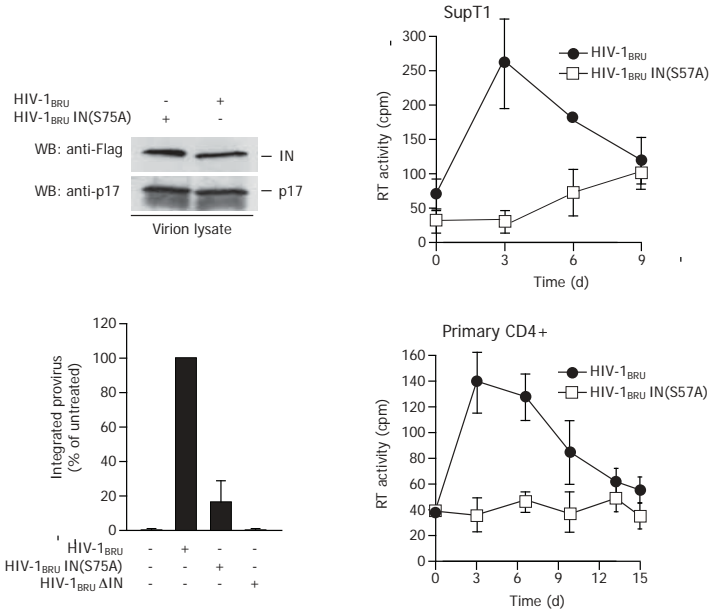 HIV-1BRU - +
HIV-1BRU IN(S75A) + -
WB: anti-Flag – IN
WB: anti-p17 – p17
Virion lysate
SupT1
300
250
200
150
100
50
0
RT activity (cpm)
HIV-1BRU
HIV-1BRU IN(S57A)
0 3 6 9
Time (d)
120
100
80
60
40
20
0
Integrated provirus
(% of untreated)
HIV-1BRU - + - -
HIV-1BRU IN(S75A) - - + -
HIV-1BRU ΔIN - - - +
Primary CD4+
160
140
120
100
80
60
40
20
0
RT activity (cpm)
HIV-1BRU
HIV-1BRU IN(S57A)
0 3 6 9 12 15
Time (d)